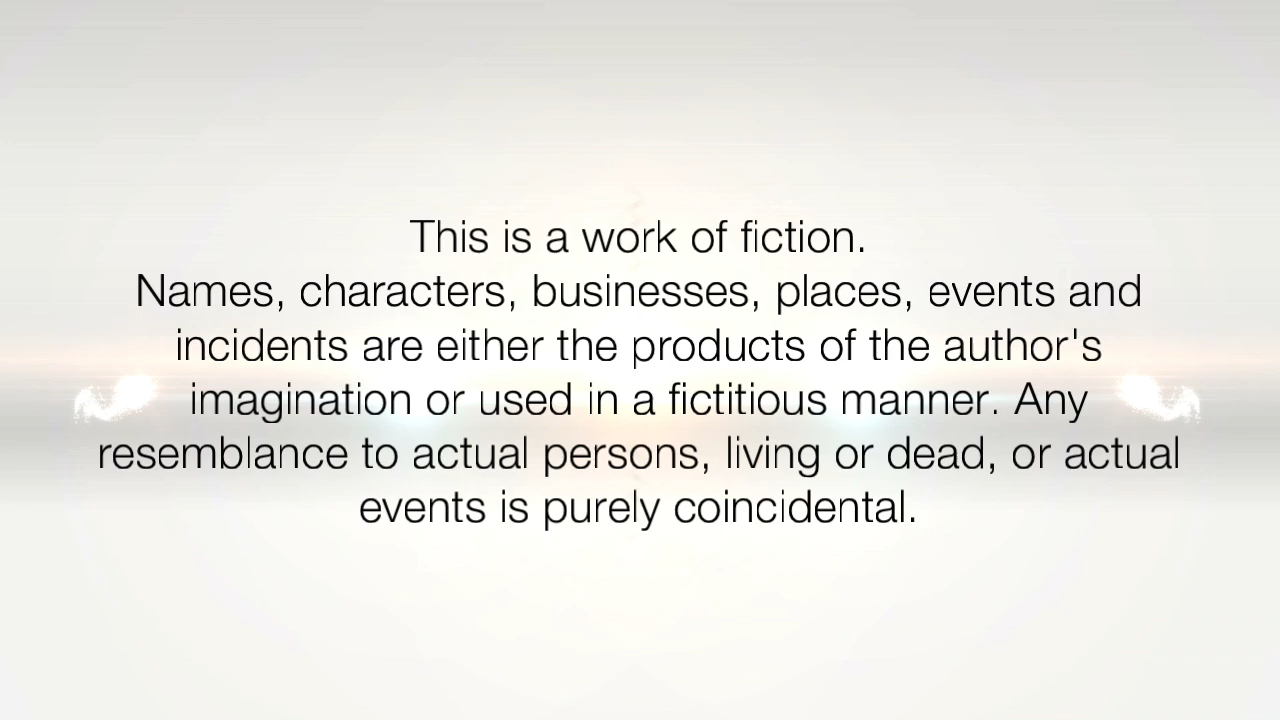 This is a work of fiction.
Names, characters, businesses, places, events and
incidents are either the products of the author's
imagination or used in a fictitious manner. Any
resemblance to actual persons, living or dead, or actual
events is purely coincidental.